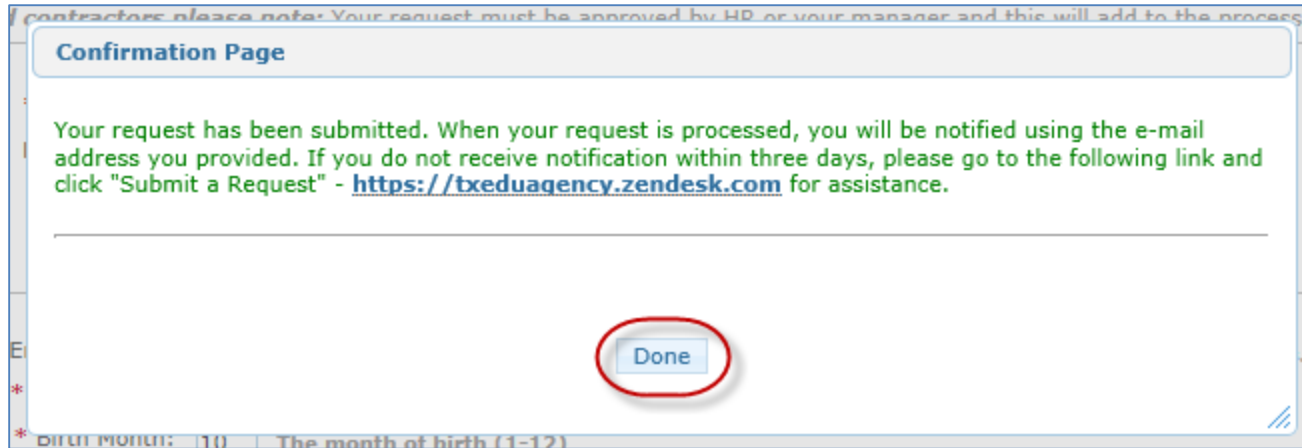 contractors please note: Your request must be approved by HR or your manager and this will add to the process
Confirmation Page
Your request has been submitted. When your request is processed, you will be notified using the e-mail
address you provided. If you do not receive notification within three days, please go to the following link and
click "Submit a Request" - https://txeduagency.zendesk.com for assistance.
Done
* Birth Month: 10 The month of birth (1-12)